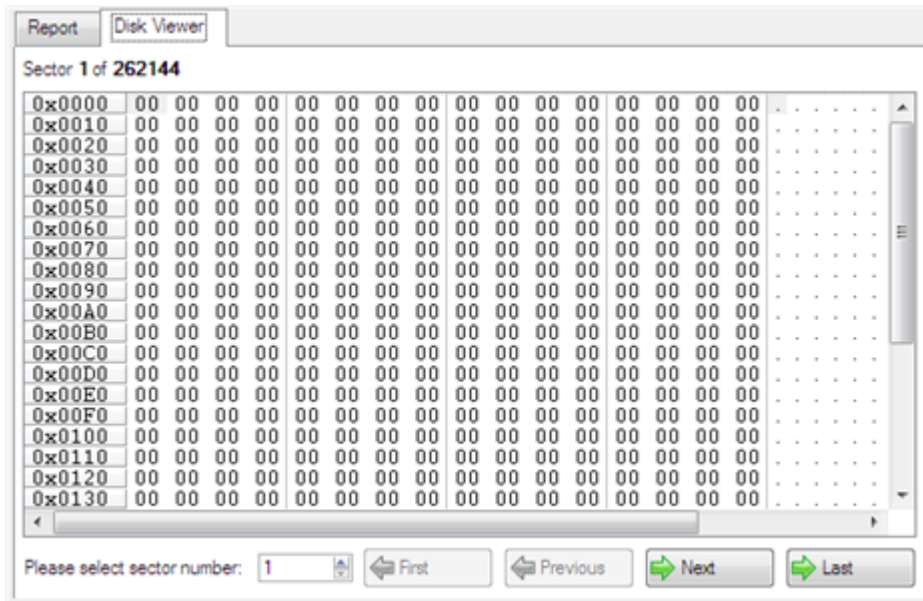 Report Disk Viewer
Sector 1 of 262144
0x0000 00 00 00 00 00 00 00 00 00 00 00 00 00 00 00 00 . . . . . .
0x0010 00 00 00 00 00 00 00 00 00 00 00 00 00 00 00 00 . . . . . .
0x0020 00 00 00 00 00 00 00 00 00 00 00 00 00 00 00 00 . . . . . .
0x0030 00 00 00 00 00 00 00 00 00 00 00 00 00 00 00 00 . . . . . .
0x0040 00 00 00 00 00 00 00 00 00 00 00 00 00 00 00 00 . . . . . .
0x0050 00 00 00 00 00 00 00 00 00 00 00 00 00 00 00 00 . . . . . .
0x0060 00 00 00 00 00 00 00 00 00 00 00 00 00 00 00 00 . . . . . .
0x0070 00 00 00 00 00 00 00 00 00 00 00 00 00 00 00 00 . . . . . .
0x0080 00 00 00 00 00 00 00 00 00 00 00 00 00 00 00 00 . . . . . .
0x0090 00 00 00 00 00 00 00 00 00 00 00 00 00 00 00 00 . . . . . .
0x00A0 00 00 00 00 00 00 00 00 00 00 00 00 00 00 00 00 . . . . . .
0x00B0 00 00 00 00 00 00 00 00 00 00 00 00 00 00 00 00 . . . . . .
0x00C0 00 00 00 00 00 00 00 00 00 00 00 00 00 00 00 00 . . . . . .
0x00D0 00 00 00 00 00 00 00 00 00 00 00 00 00 00 00 00 . . . . . .
0x00E0 00 00 00 00 00 00 00 00 00 00 00 00 00 00 00 00 . . . . . .
0x00F0 00 00 00 00 00 00 00 00 00 00 00 00 00 00 00 00 . . . . . .
0x0100 00 00 00 00 00 00 00 00 00 00 00 00 00 00 00 00 . . . . . .
0x0110 00 00 00 00 00 00 00 00 00 00 00 00 00 00 00 00 . . . . . .
0x0120 00 00 00 00 00 00 00 00 00 00 00 00 00 00 00 00 . . . . . .
0x0130 00 00 00 00 00 00 00 00 00 00 00 00 00 00 00 00 . . . . . .
Please select sector number: 1 First Previous Next Last